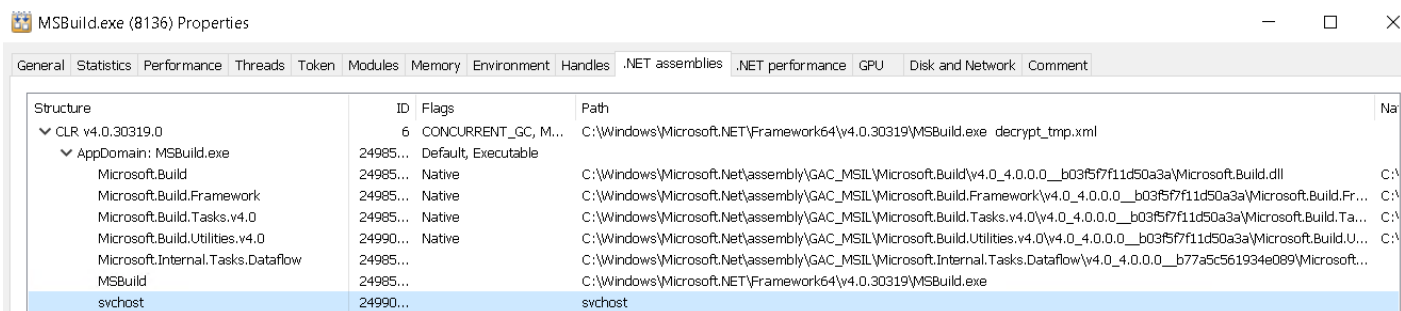 MSBuild.exe (8136) Properties
General Statistics Performance Threads Token Modules Memory Environment Handles .NET assemblies .NET performance GPU Disk and Network Comment
Structure ID Flags Path Na
CLR v4.0.30319.0 6 CONCURRENT_GC, M... C:\Windows\Microsoft.NET\Framework64\v4.0.30319\MSBuild.exe decrypt_tmp.xml
AppDomain: MSBuild.exe 24985... Default, Executable
Microsoft.Build 24985... Native C:\Windows\Microsoft.Net\assembly\GAC_MSIL\Microsoft.Build\v4.0_4.0.0.0__b03f5f7f11d50a3a\Microsoft.Build.dll C:\
Microsoft.Build.Framework 24985... Native C:\Windows\Microsoft.Net\assembly\GAC_MSIL\Microsoft.Build.Framework\v4.0_4.0.0.0__b03f5f7f11d50a3a\Microsoft.Build.Fr... C:\
Microsoft.Build.Tasks.v4.0 24985... Native C:\Windows\Microsoft.Net\assembly\GAC_MSIL\Microsoft.Build.Tasks.v4.0\v4.0_4.0.0.0__b03f5f7f11d50a3a\Microsoft.Build.Ta... C:\
Microsoft.Build.Utilities.v4.0 24990... Native C:\Windows\Microsoft.Net\assembly\GAC_MSIL\Microsoft.Build.Utilities.v4.0\v4.0_4.0.0.0__b03f5f7f11d50a3a\Microsoft.Build.U... C:\
Microsoft.Internal.Tasks.Dataflow 24985... C:\Windows\Microsoft.Net\assembly\GAC_MSIL\Microsoft.Internal.Tasks.Dataflow\v4.0_4.0.0.0__b77a5c561934e089\Microsoft...
MSBuild 24985... C:\Windows\Microsoft.NET\Framework64\v4.0.30319\MSBuild.exe
svchost 24990... svchost